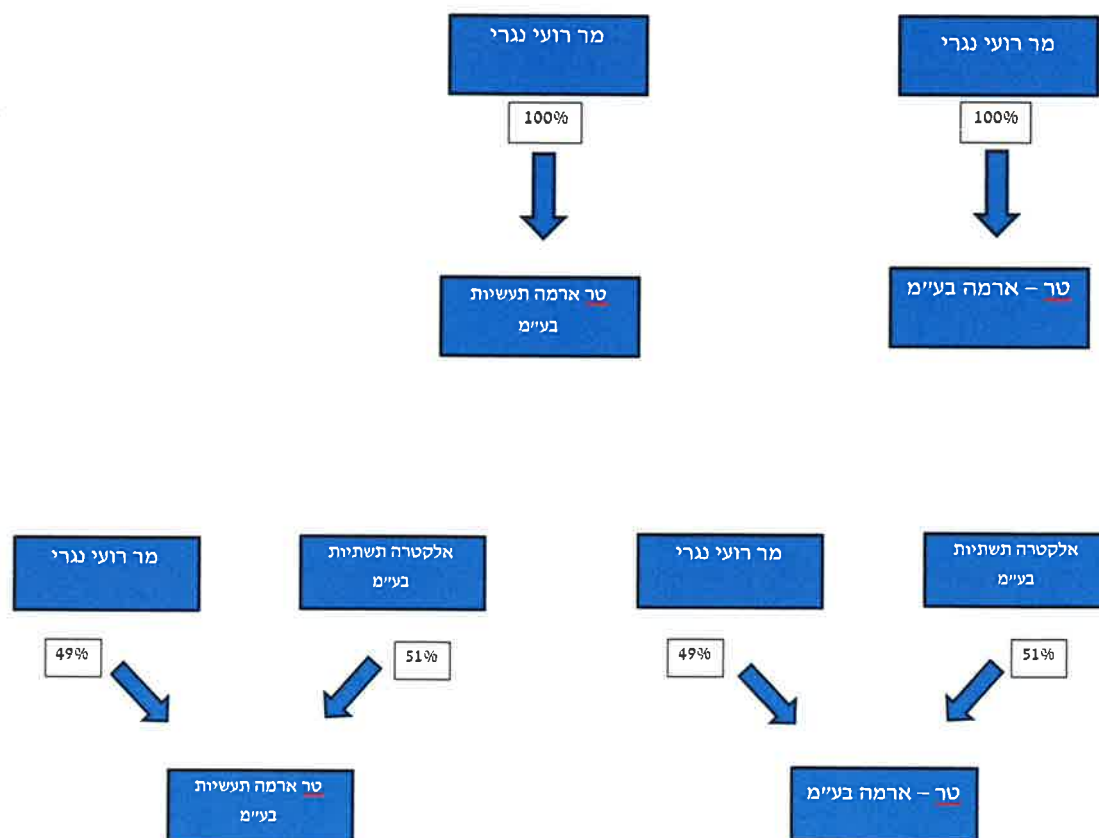 מר רועי נגרי
מר רועי נגרי
100%
100%
טר – ארמה בע״מ
טר ארמה תעשיות
בע״מ
אלקטרה תשתיות
בע״מ
מר רועי נגרי
אלקטרה תשתיות
בע״מ
מר רועי נגרי
51%
49%
51%
49%
טר – ארמה בע״מ
טר ארמה תעשיות
בע״מ